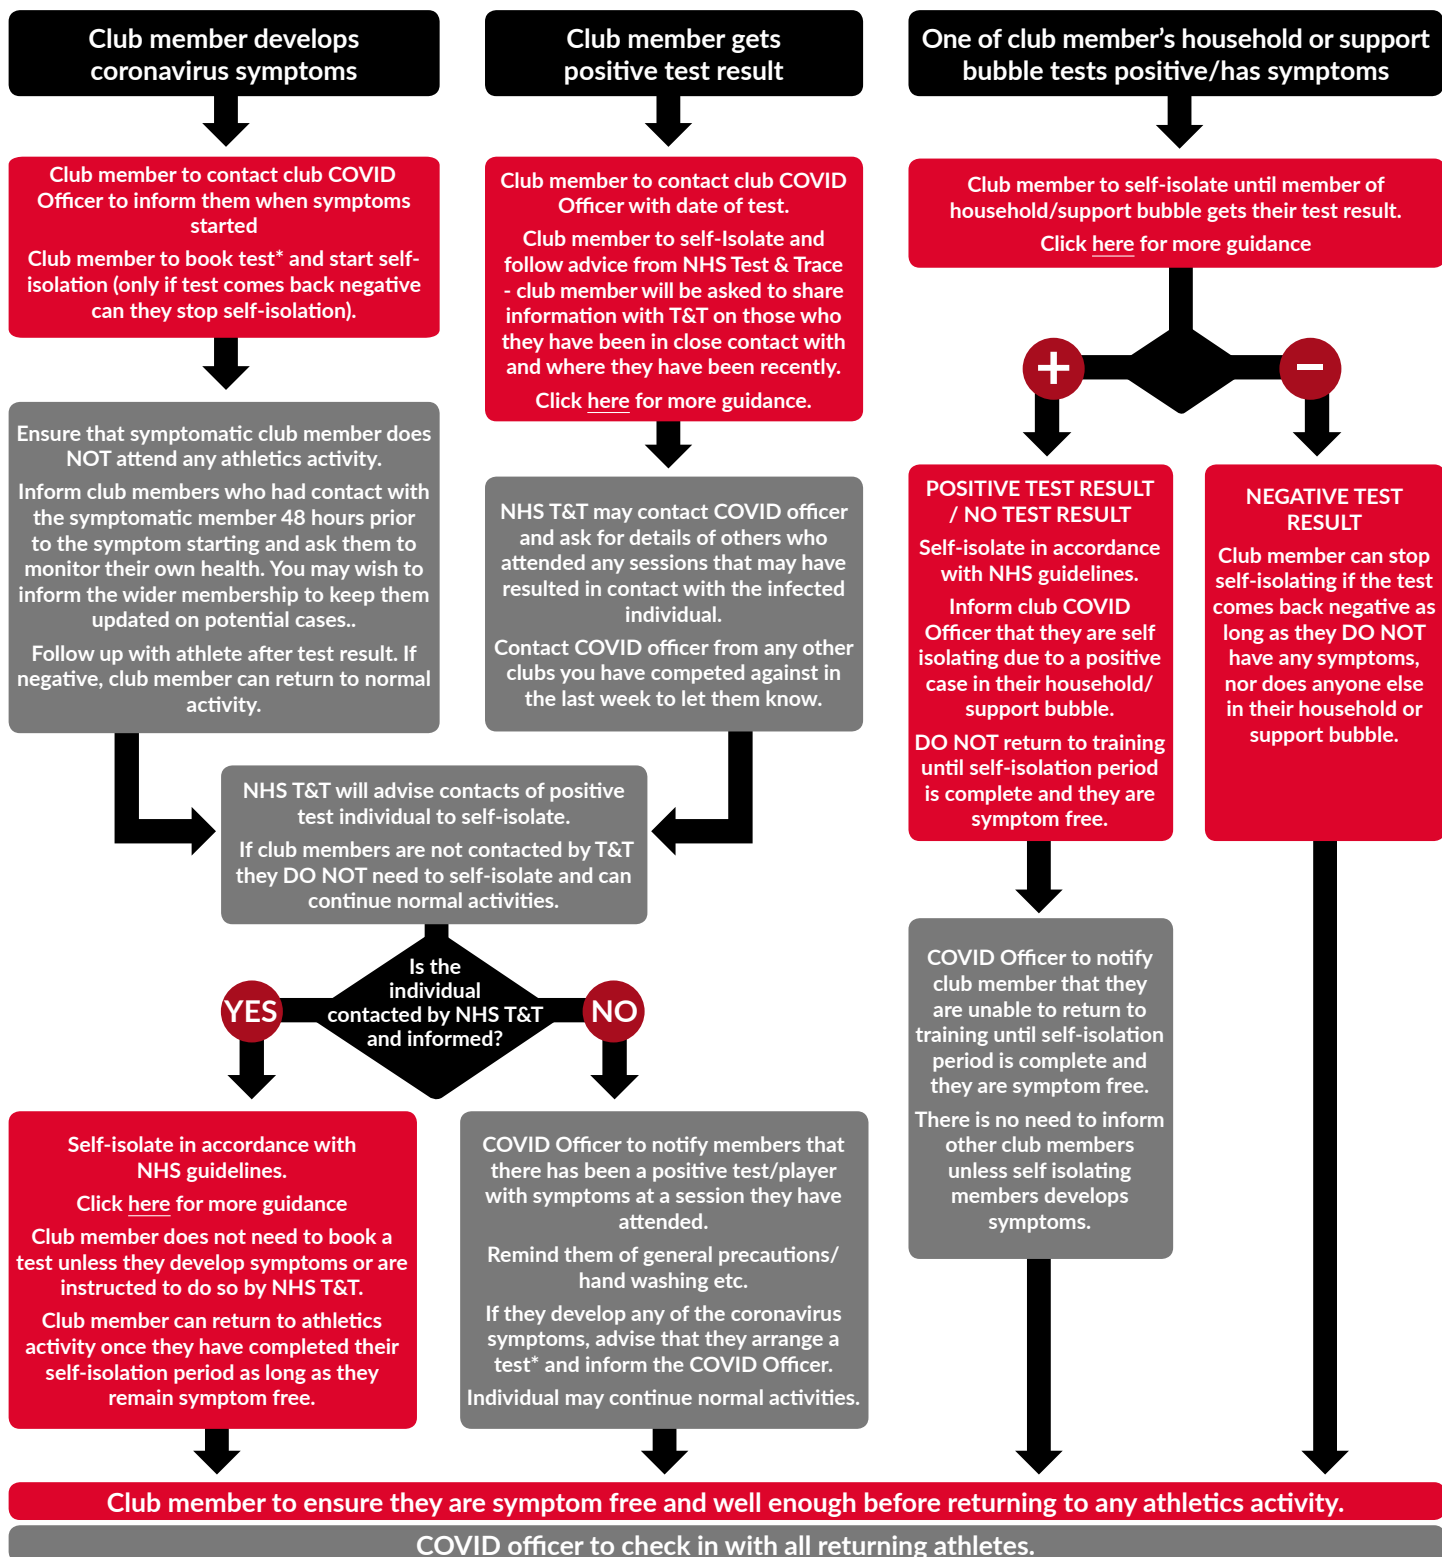 Club member develops
coronavirus symptoms
Club member to contact club COVID
Officer to inform them when symptoms
started
Club member to book test* and start self-
isolation (only if test comes back negative
can they stop self-isolation).
Ensure that symptomatic club member does
NOT attend any athletics activity.
Inform club members who had contact with
the symptomatic member 48 hours prior
to the symptom starting and ask them to
monitor their own health. You may wish to
inform the wider membership to keep them
updated on potential cases..
Follow up with athlete after test result. If
negative, club member can return to normal
activity.
Club member gets
positive test result
Club member to contact club COVID
Officer with date of test.
Club member to self-Isolate and
follow advice from NHS Test & Trace
- club member will be asked to share
information with T&T on those who
they have been in close contact with
and where they have been recently.
Click here for more guidance.
NHS T&T may contact COVID officer
and ask for details of others who
attended any sessions that may have
resulted in contact with the infected
individual.
Contact COVID officer from any other
clubs you have competed against in
the last week to let them know.
NHS T&T will advise contacts of positive
test individual to self-isolate.
If club members are not contacted by T&T
they DO NOT need to self-isolate and can
continue normal activities.
Is the
individual
contacted by NHS T&T
and informed?
YES
NO
Self-isolate in accordance with
NHS guidelines.
Click here for more guidance
Club member does not need to book a
test unless they develop symptoms or are
instructed to do so by NHS T&T.
Club member can return to athletics
activity once they have completed their
self-isolation period as long as they
remain symptom free.
COVID Officer to notify members that
there has been a positive test/player
with symptoms at a session they have
attended.
Remind them of general precautions/
hand washing etc.
If they develop any of the coronavirus
symptoms, advise that they arrange a
test* and inform the COVID Officer.
Individual may continue normal activities.
One of club member’s household or support
bubble tests positive/has symptoms
Club member to self-isolate until member of
household/support bubble gets their test result.
Click here for more guidance
+
−
POSITIVE TEST RESULT
/ NO TEST RESULT
Self-isolate in accordance
with NHS guidelines.
Inform club COVID
Officer that they are self
isolating due to a positive
case in their household/
support bubble.
DO NOT return to training
until self-isolation period
is complete and they are
symptom free.
COVID Officer to notify
club member that they
are unable to return to
training until self-isolation
period is complete and
they are symptom free.
There is no need to inform
other club members
unless self isolating
members develops
symptoms.
NEGATIVE TEST
RESULT
Club member can stop
self-isolating if the test
comes back negative as
long as they DO NOT
have any symptoms,
nor does anyone else
in their household or
support bubble.
Club member to ensure they are symptom free and well enough before returning to any athletics activity.
COVID officer to check in with all returning athletes.